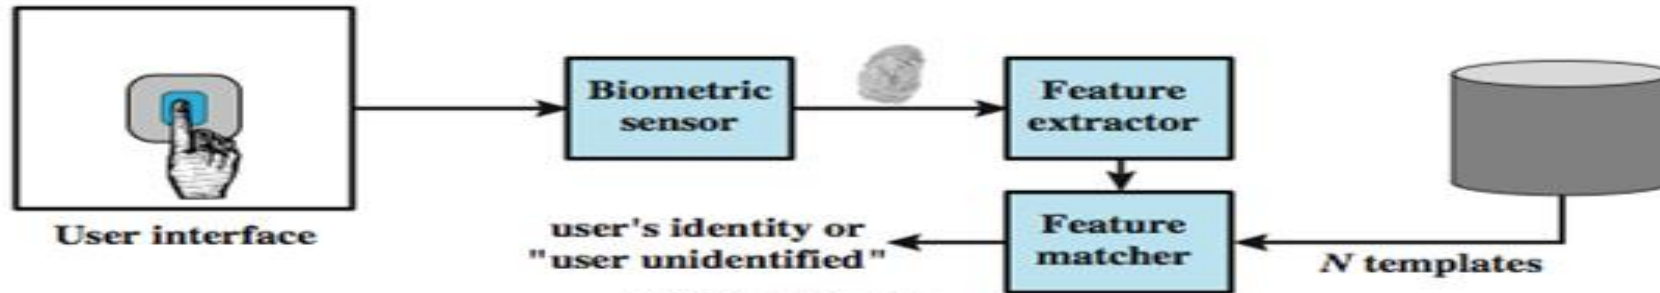 Biometric
sensor
Feature
extractor
User interface
user's identity or
"user unidentified"
Feature
matcher
N templates